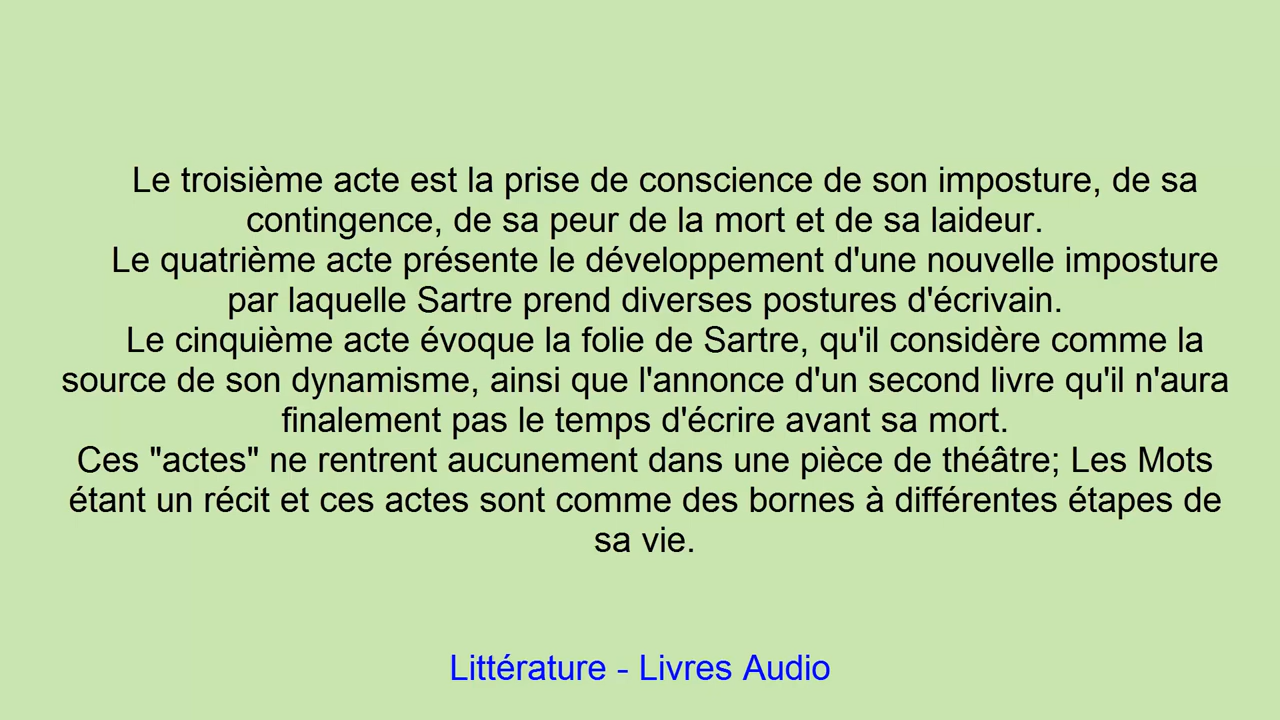 Le troisième acte est la prise de conscience de son imposture, de sa
contingence, de sa peur de la mort et de sa laideur.
Le quatrième acte présente le développement d'une nouvelle imposture
par laquelle Sartre prend diverses postures d'écrivain.
Le cinquième acte évoque la folie de Sartre, qu'il considère comme la
source de son dynamisme, ainsi que l'annonce d'un second livre qu'il n'aura
finalement pas le temps d'écrire avant sa mort.
Ces "actes" ne rentrent aucunement dans une pièce de théâtre; Les Mots
étant un récit et ces actes sont comme des bornes à différentes étapes de
sa vie.
Littérature - Livres Audio